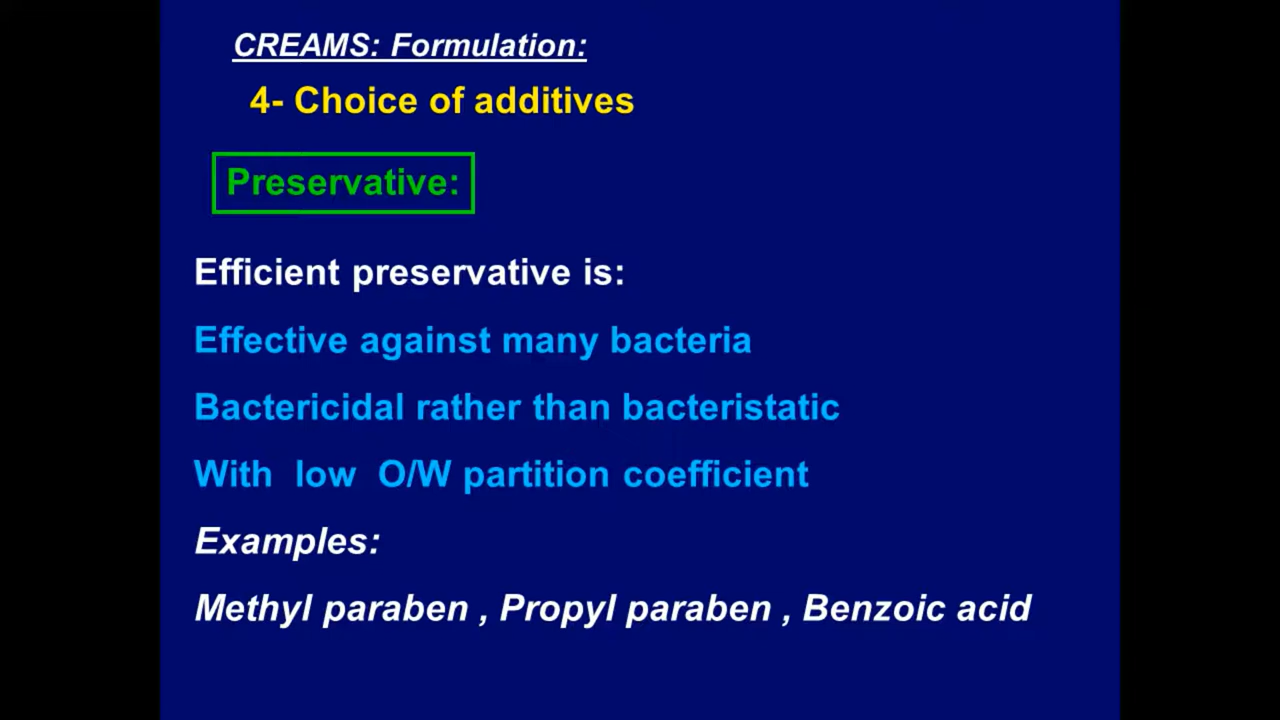 CREAMS: Formulation:
4- Choice of additives
Preservative:
Efficient preservative is:
Effective against many bacteria
Bactericidal rather than bacteristatic
With low O/W partition coefficient
Examples:
Methyl paraben , Propyl paraben , Benzoic acid